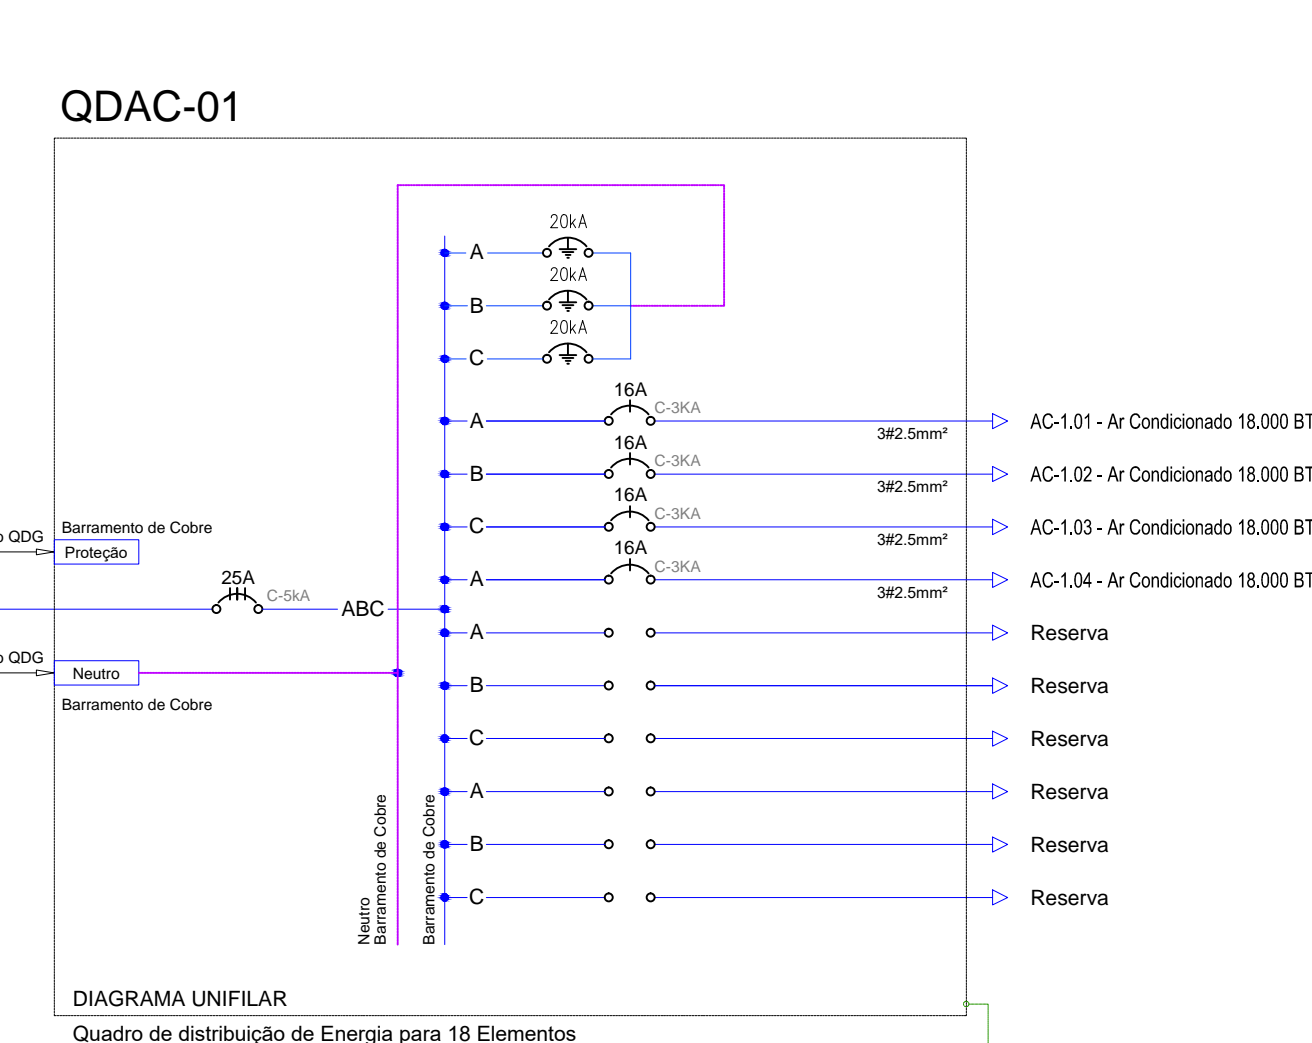 QDAC-01
20kA
A
20kA
B
20kA
C
16A
C-3KA
A
3#2.5mm²
AC-1.01 - Ar Condicionado 18.000 BT
16A
C-3KA
B
3#2.5mm²
AC-1.02 - Ar Condicionado 18.000 BT
16A
C-3KA
C
3#2.5mm²
AC-1.03 - Ar Condicionado 18.000 BT
16A
C-3KA
A
3#2.5mm²
AC-1.04 - Ar Condicionado 18.000 BT
QDG
Barramento de Cobre
Proteção
25A
C-5kA
ABC
A
Reserva
QDG
Neutro
Barramento de Cobre
B
Reserva
C
Reserva
A
Reserva
B
Reserva
C
Reserva
Neutro
Barramento de Cobre
Barramento de Cobre
DIAGRAMA UNIFILAR
Quadro de distribuição de Energia para 18 Elementos